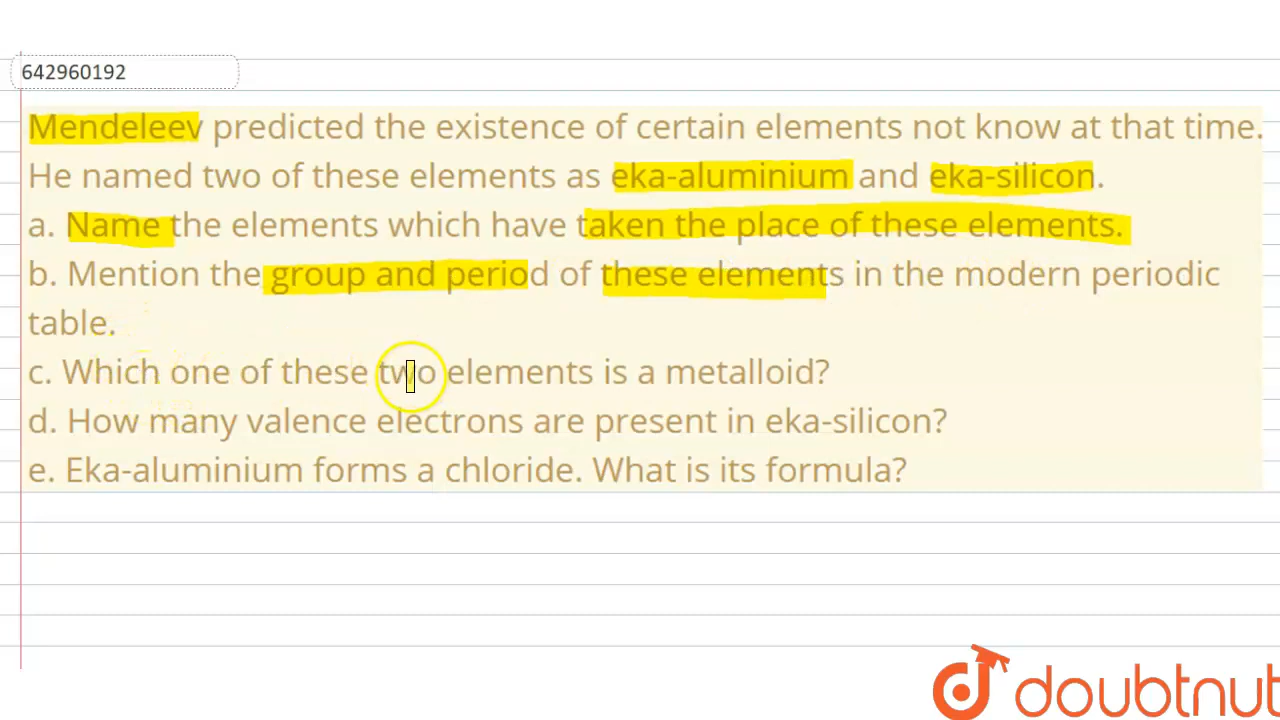 642960192
Mendeleev predicted the existence of certain elements not know at that time.
He named two of these elements as eka-aluminium and eka-silicon.
a. Name the elements which have taken the place of these elements.
b. Mention the group and period of these elements in the modern periodic
table.
c. Which one of these two elements is a metalloid?
d. How many valence electrons are present in eka-silicon?
e. Eka-aluminium forms a chloride. What is its formula?
doubtnut